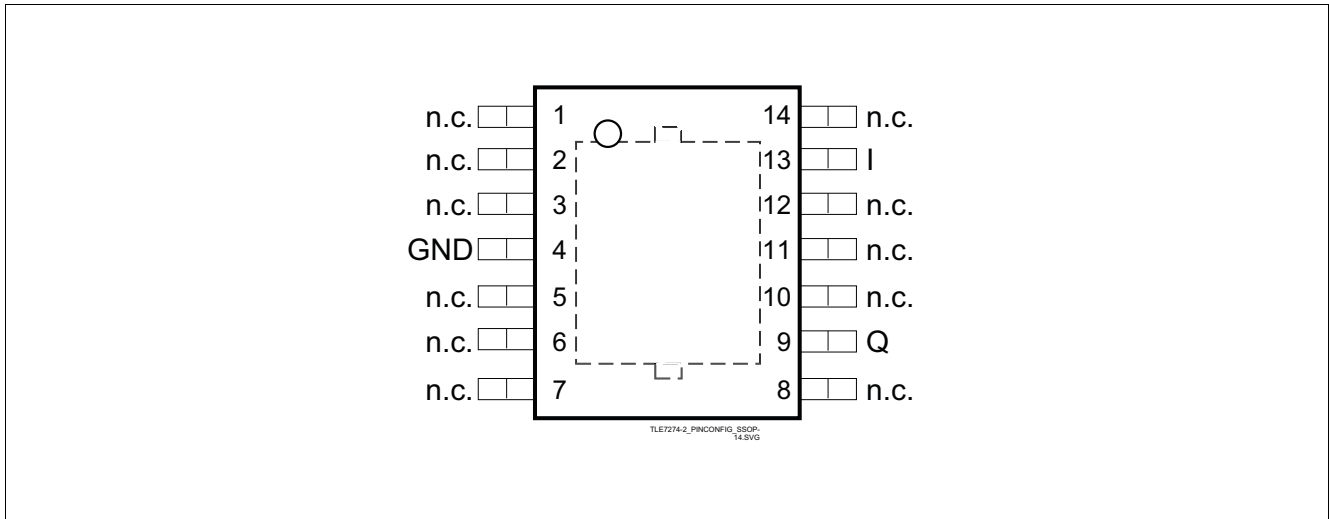 n.c. 1 14 n.c.
n.c. 2 13 I
n.c. 3 12 n.c.
GND 4 11 n.c.
n.c. 5 10 n.c.
n.c. 6 9 Q
n.c. 7 8 n.c.
TLE7274-2_PINCONFIG_SSOP-
14.SVG